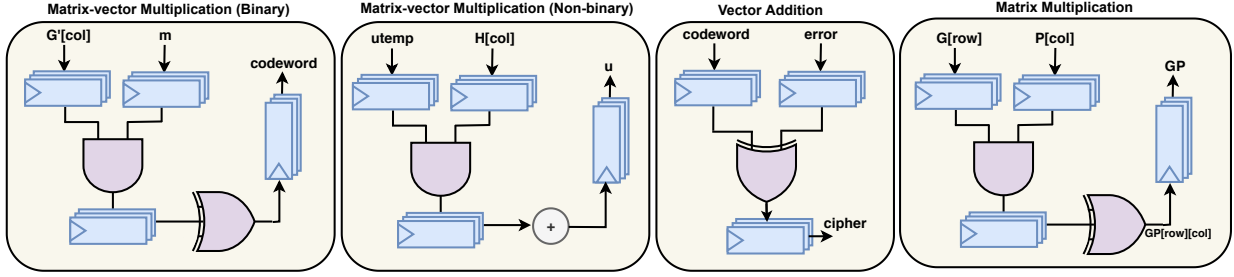 Matrix-vector Multiplication (Binary)
G'[col]
m
codeword
Matrix-vector Multiplication (Non-binary)
utemp
H[col]
u
+
Vector Addition
codeword
error
cipher
Matrix Multiplication
G[row]
P[col]
GP
GP[row][col]